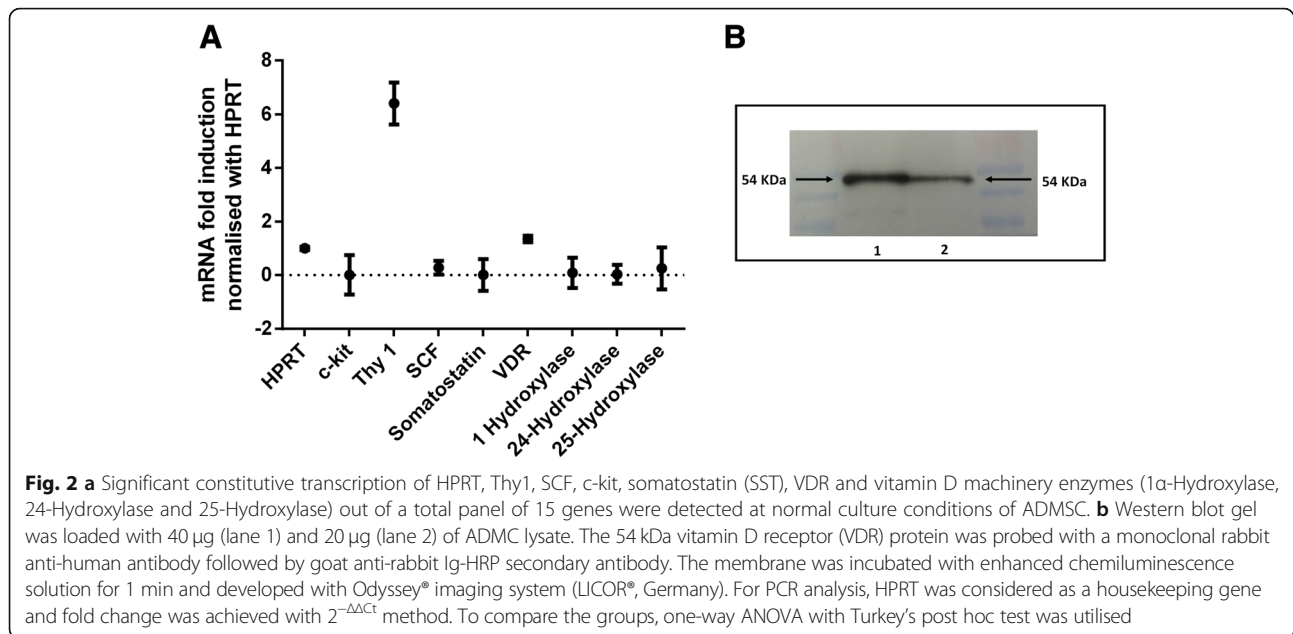 A
B
8
6
4
2
0
-2
mRNA fold induction
normalised with HPRT
HPRT
c-kit
Thy 1
SCF
Somatostatin
VDR
1 Hydroxylase
24-Hydroxylase
25-Hydroxylase
54 KDa
54 KDa
1
2
Fig. 2 a Significant constitutive transcription of HPRT, Thy1, SCF, c-kit, somatostatin (SST), VDR and vitamin D machinery enzymes (1α-Hydroxylase,
24-Hydroxylase and 25-Hydroxylase) out of a total panel of 15 genes were detected at normal culture conditions of ADMSC. b Western blot gel
was loaded with 40 μg (lane 1) and 20 μg (lane 2) of ADMC lysate. The 54 kDa vitamin D receptor (VDR) protein was probed with a monoclonal rabbit
anti-human antibody followed by goat anti-rabbit Ig-HRP secondary antibody. The membrane was incubated with enhanced chemiluminescence
solution for 1 min and developed with Odyssey® imaging system (LICOR®, Germany). For PCR analysis, HPRT was considered as a housekeeping gene
and fold change was achieved with 2−ΔΔCt method. To compare the groups, one-way ANOVA with Turkey's post hoc test was utilised